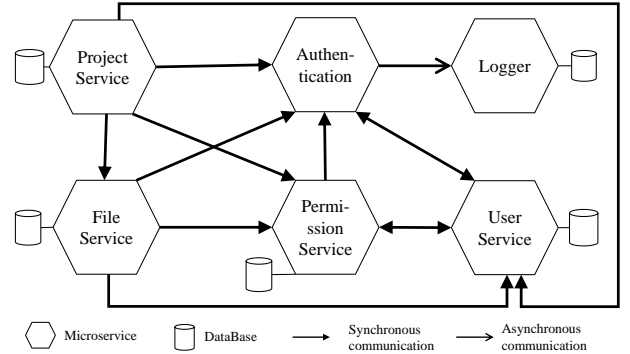 Project
Service
Authen-
tication
Logger
File
Service
Permi-
ssion
Service
User
Service
Microservice
DataBase
Synchronous
communication
Asynchronous
communication